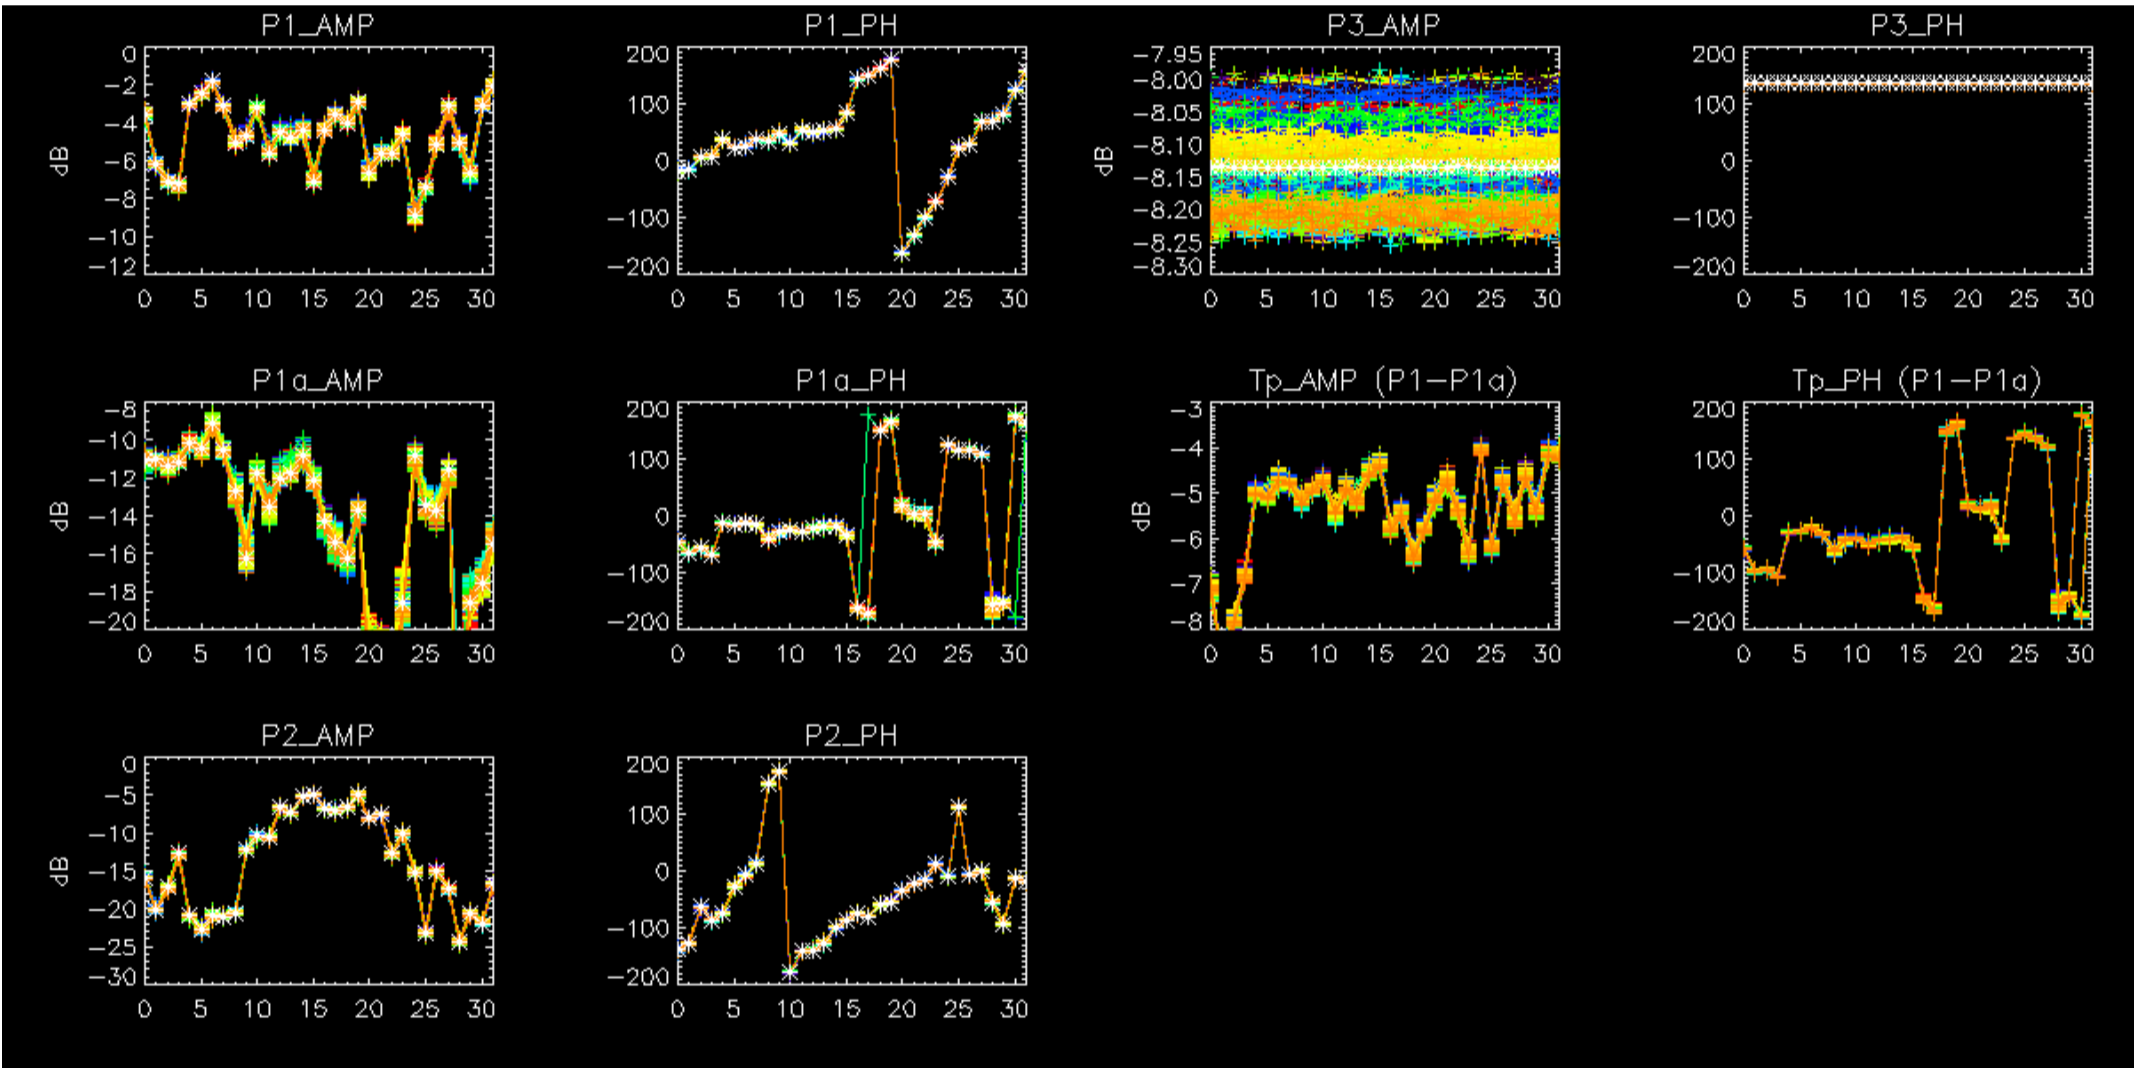 P1_AMP
0
−2
−4
−6
−8
−10
−12
dB
0 5 10 15 20 25 30
P1_PH
200
100
0
−100
−200
0 5 10 15 20 25 30
P3_AMP
−7.95
−8.00
−8.05
−8.10
−8.15
−8.20
−8.25
−8.30
dB
0 5 10 15 20 25 30
P3_PH
200
100
0
−100
−200
0 5 10 15 20 25 30
P1a_AMP
−8
−10
−12
−14
−16
−18
−20
dB
0 5 10 15 20 25 30
P1a_PH
200
100
0
−100
−200
0 5 10 15 20 25 30
Tp_AMP (P1−P1a)
−3
−4
−5
−6
−7
−8
dB
0 5 10 15 20 25 30
Tp_PH (P1−P1a)
200
100
0
−100
−200
0 5 10 15 20 25 30
P2_AMP
0
−5
−10
−15
−20
−25
−30
dB
0 5 10 15 20 25 30
P2_PH
200
100
0
−100
−200
0 5 10 15 20 25 30